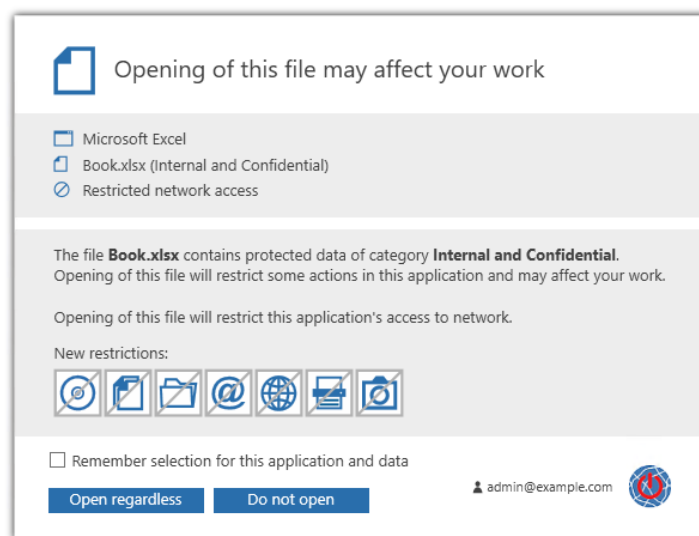 Opening of this file may affect your work
Microsoft Excel
Book.xlsx (Internal and Confidential)
Restricted network access
The file Book.xlsx contains protected data of category Internal and Confidential.
Opening of this file will restrict some actions in this application and may affect your work.
Opening of this file will restrict this application's access to network.
New restrictions:
@
Remember selection for this application and data
Open regardless
Do not open
admin@example.com